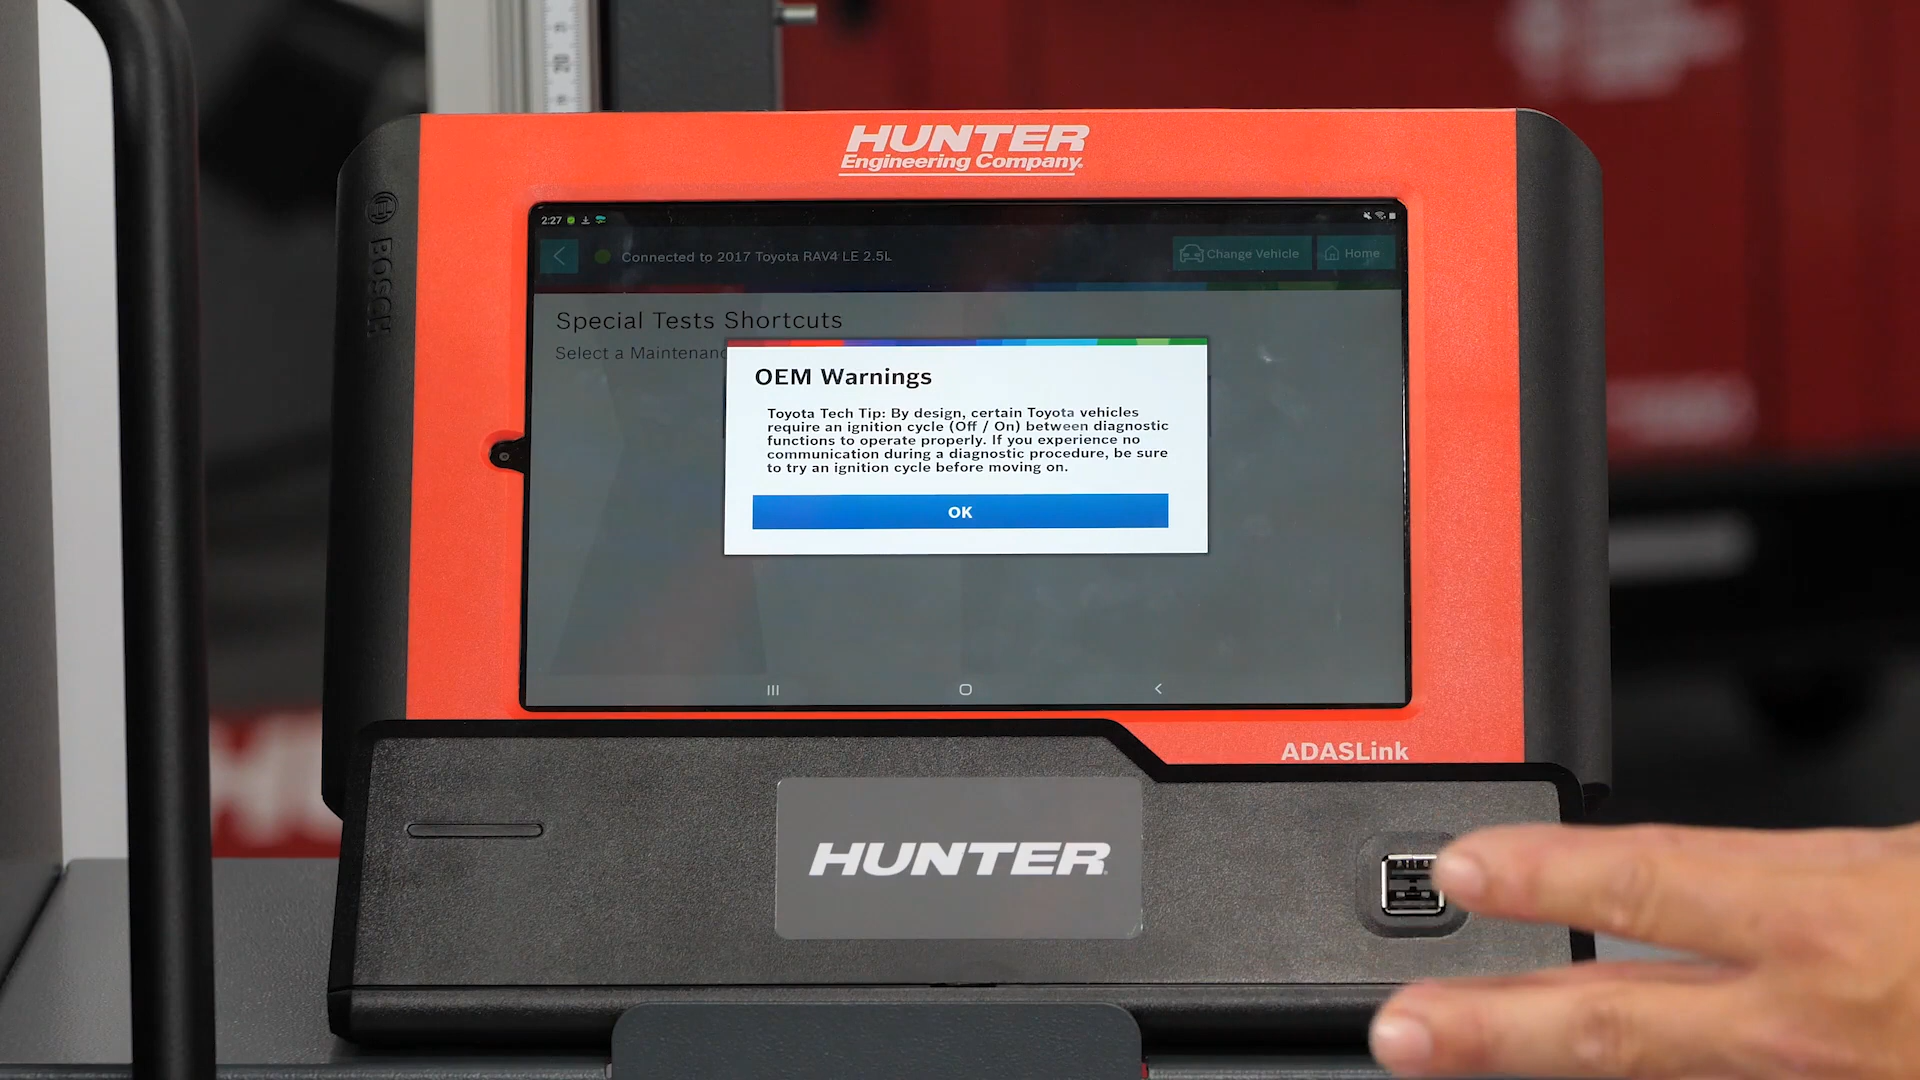 20
HUNTER
Engineering Company.
BOSCH
2:27
Connected to 2017 Toyota RAV4 LE 2.5L
Change Vehicle
Home
Special Tests Shortcuts
Select a Maintenanc
OEM Warnings
Toyota Tech Tip: By design, certain Toyota vehicles
require an ignition cycle (Off / On) between diagnostic
functions to operate properly. If you experience no
communication during a diagnostic procedure, be sure
to try an ignition cycle before moving on.
OK
ADASLink
HUNTER